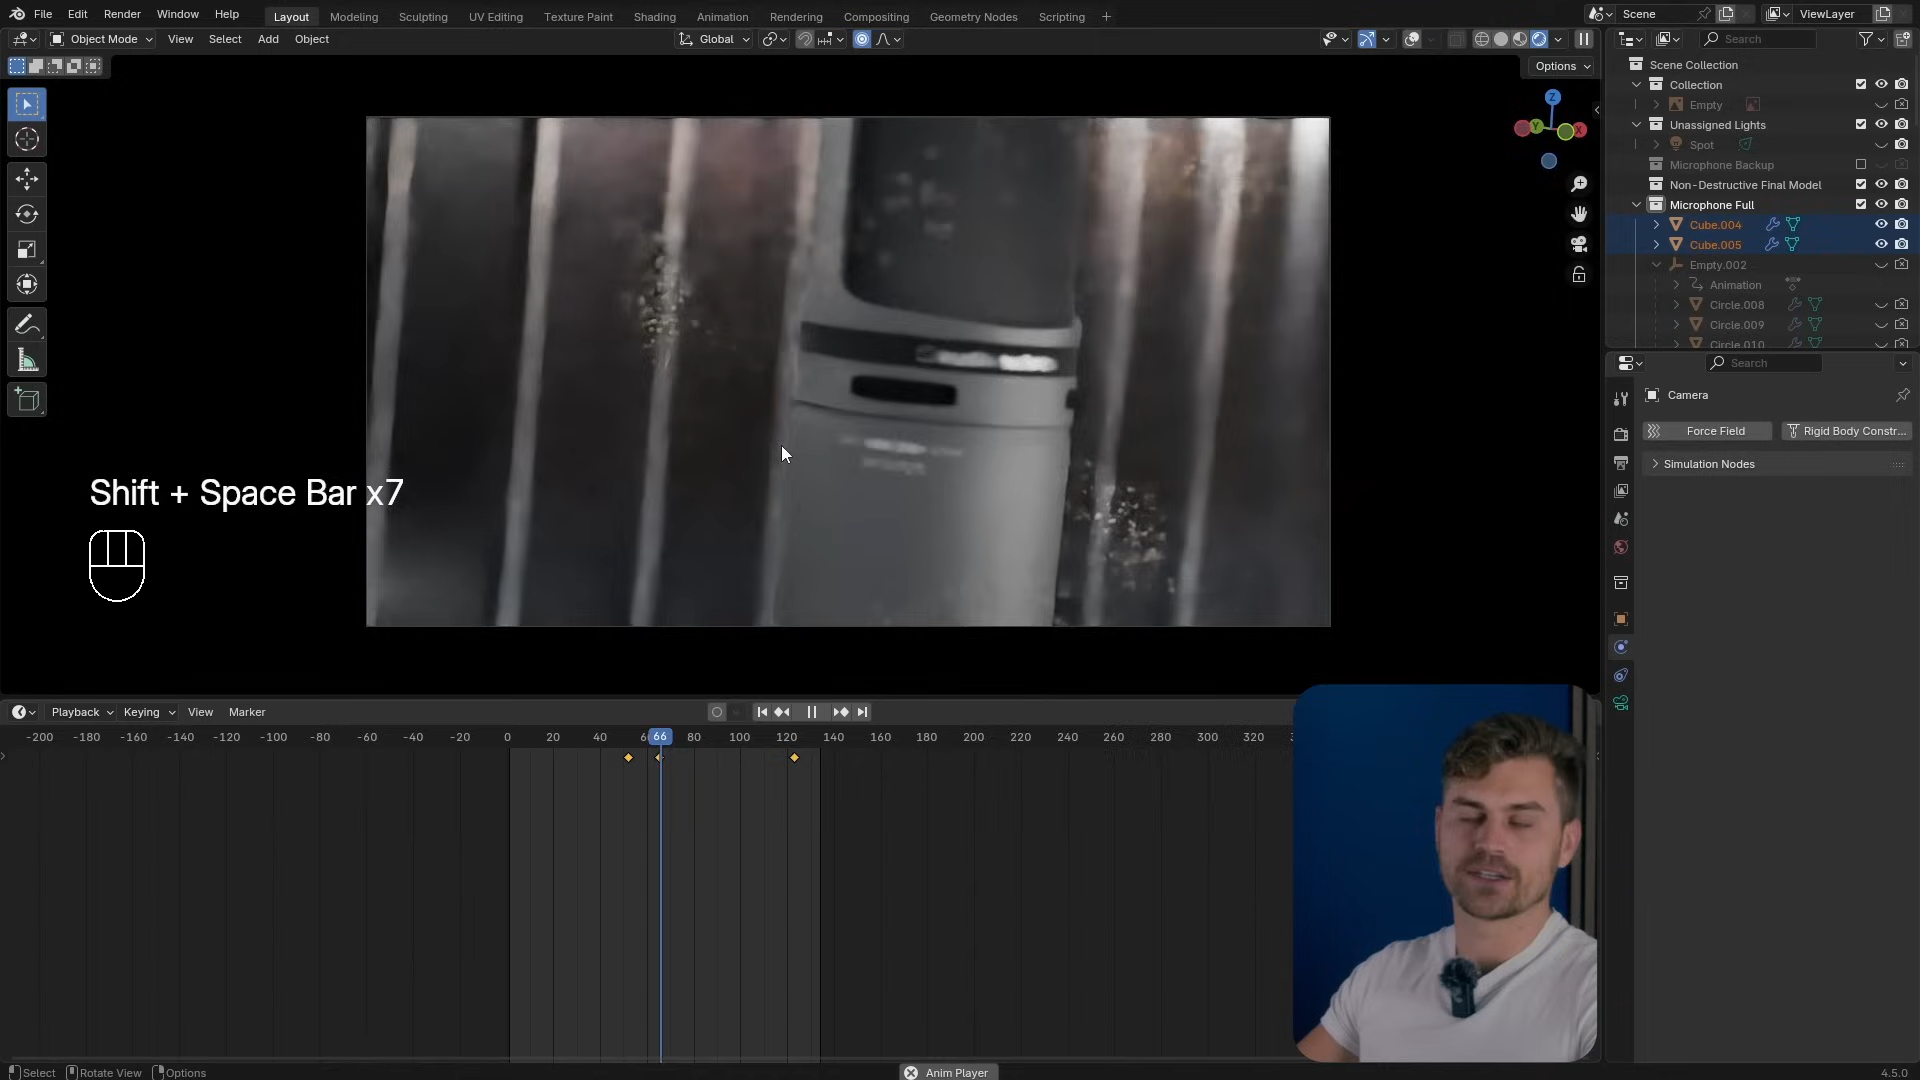 File Edit Render Window Help Layout Modeling Sculpting UV Editing Texture Paint Shading Animation Rendering Compositing Geometry Nodes Scripting + Scene ViewLayer
Object Mode View Select Add Object Global Search
Options
Scene Collection
Collection
Empty
Unassigned Lights
Spot
Microphone Backup
Non-Destructive Final Model
Microphone Full
Cube.004
Cube.005
Empty.002
Animation
Circle.008
Circle.009
Circle.010
Search
Camera
Force Field Rigid Body Constr...
Simulation Nodes
Shift + Space Bar x7
Playback Keying View Marker
-200 -180 -160 -140 -120 -100 -80 -60 -40 -20 0 20 40 66 80 100 120 140 160 180 200 220 240 260 280 300 320
Select Rotate View Options Anim Player 4.5.0